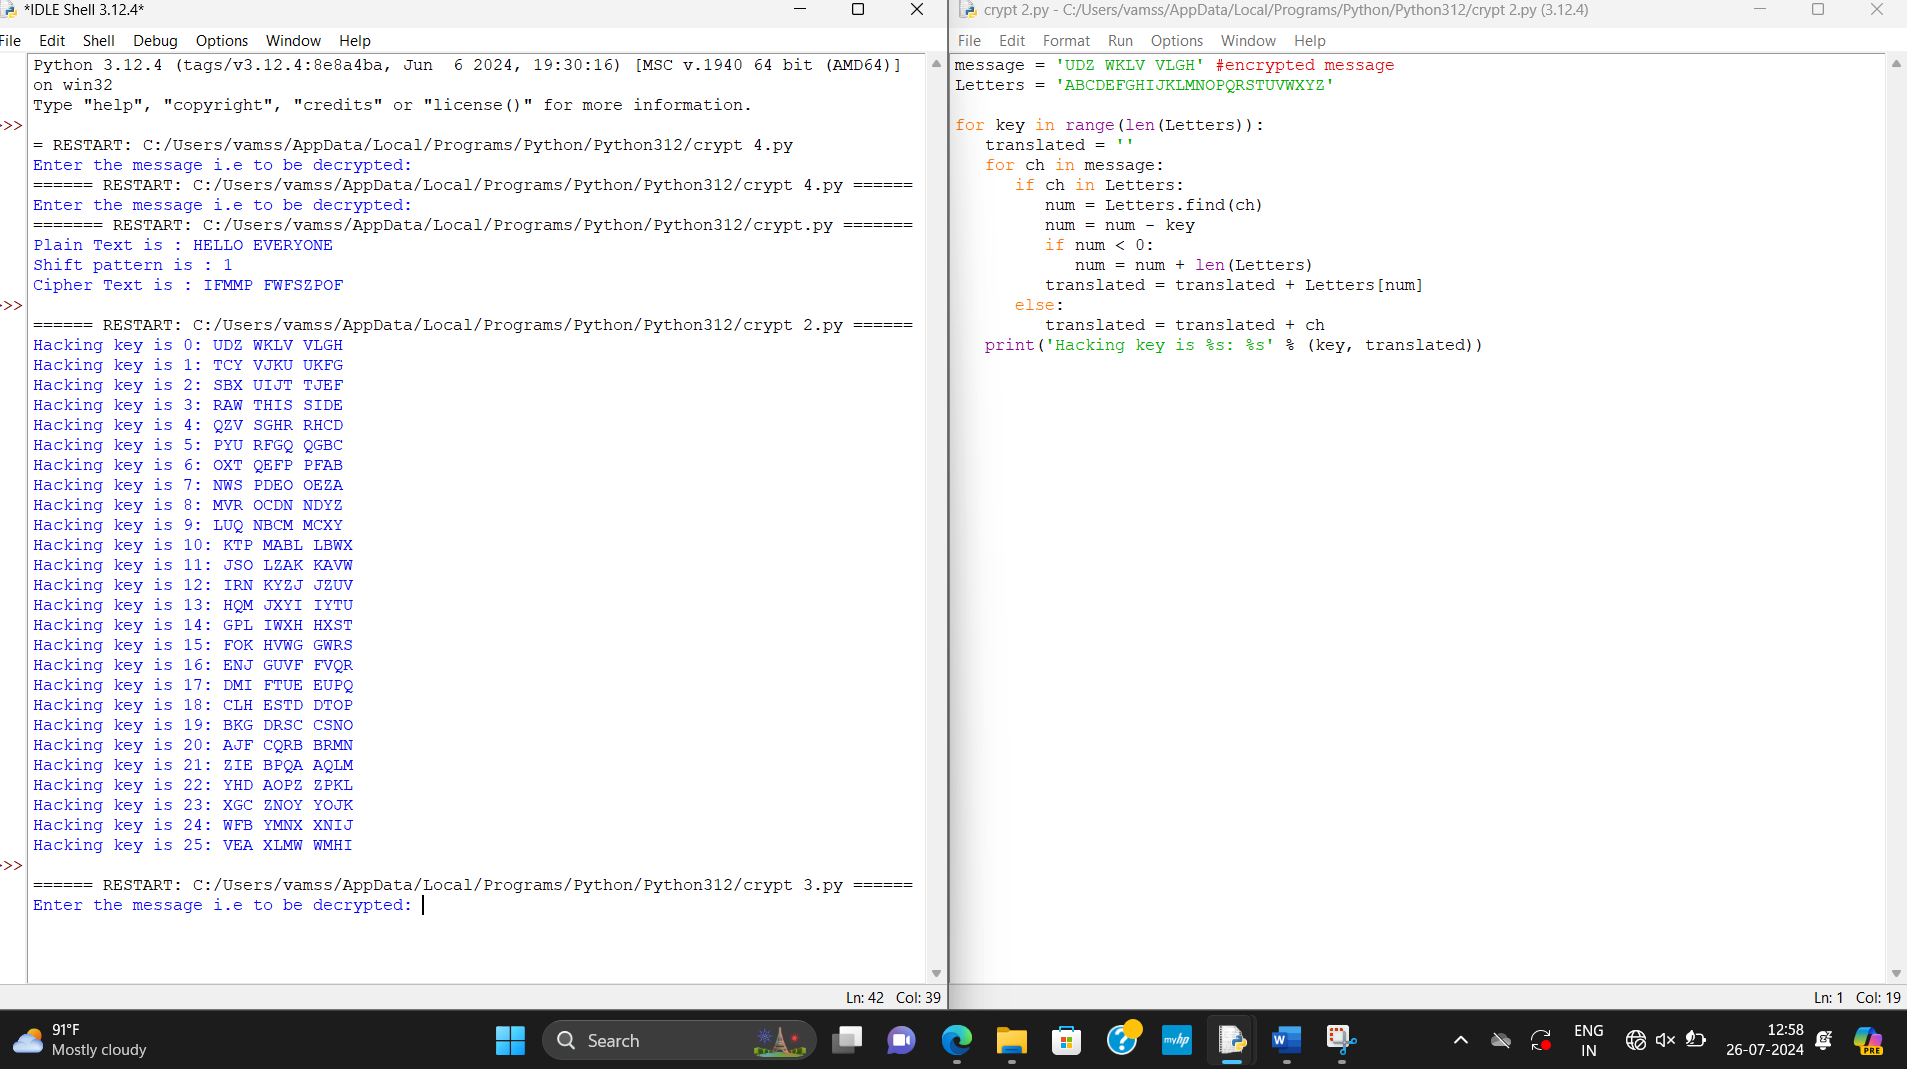 *IDLE Shell 3.12.4*
File Edit Shell Debug Options Window Help
Python 3.12.4 (tags/v3.12.4:8e8a4ba, Jun  6 2024, 19:30:16) [MSC v.1940 64 bit (AMD64)]
on win32
Type "help", "copyright", "credits" or "license()" for more information.
>>>
= RESTART: C:/Users/vamss/AppData/Local/Programs/Python/Python312/crypt 4.py
Enter the message i.e to be decrypted:
====== RESTART: C:/Users/vamss/AppData/Local/Programs/Python/Python312/crypt 4.py ======
Enter the message i.e to be decrypted:
======= RESTART: C:/Users/vamss/AppData/Local/Programs/Python/Python312/crypt.py =======
Plain Text is : HELLO EVERYONE
Shift pattern is : 1
Cipher Text is : IFMMP FWFSZPOF
>>>
====== RESTART: C:/Users/vamss/AppData/Local/Programs/Python/Python312/crypt 2.py ======
Hacking key is 0: UDZ WKLV VLGH
Hacking key is 1: TCY VJKU UKFG
Hacking key is 2: SBX UIJT TJEF
Hacking key is 3: RAW THIS SIDE
Hacking key is 4: QZV SGHR RHCD
Hacking key is 5: PYU RFGQ QGBC
Hacking key is 6: OXT QEFP PFAB
Hacking key is 7: NWS PDEO OEZA
Hacking key is 8: MVR OCDN NDYZ
Hacking key is 9: LUQ NBCM MCXY
Hacking key is 10: KTP MABL LBWX
Hacking key is 11: JSO LZAK KAVW
Hacking key is 12: IRN KYZJ JZUV
Hacking key is 13: HQM JXYI IYTU
Hacking key is 14: GPL IWXH HXST
Hacking key is 15: FOK HVWG GWRS
Hacking key is 16: ENJ GUVF FVQR
Hacking key is 17: DMI FTUE EUPQ
Hacking key is 18: CLH ESTD DTOP
Hacking key is 19: BKG DRSC CSNO
Hacking key is 20: AJF CQRB BRMN
Hacking key is 21: ZIE BPQA AQLM
Hacking key is 22: YHD AOPZ ZPKL
Hacking key is 23: XGC ZNOY YOJK
Hacking key is 24: WFB YMNX XNIJ
Hacking key is 25: VEA XLMW WMHI
>>>
====== RESTART: C:/Users/vamss/AppData/Local/Programs/Python/Python312/crypt 3.py ======
Enter the message i.e to be decrypted:
Ln: 42 Col: 39
crypt 2.py - C:/Users/vamss/AppData/Local/Programs/Python/Python312/crypt 2.py (3.12.4)
File Edit Format Run Options Window Help
message = 'UDZ WKLV VLGH' #encrypted message
Letters = 'ABCDEFGHIJKLMNOPQRSTUVWXYZ'
for key in range(len(Letters)):
   translated = ''
   for ch in message:
      if ch in Letters:
         num = Letters.find(ch)
         num = num - key
         if num < 0:
            num = num + len(Letters)
         translated = translated + Letters[num]
      else:
         translated = translated + ch
   print('Hacking key is %s: %s' % (key, translated))
Ln: 1 Col: 19
91°F
Mostly cloudy
Search
myhp
W
ENG
IN
12:58
26-07-2024
PRE